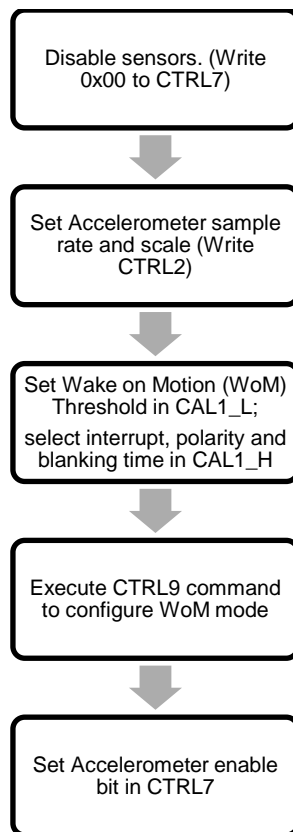 Disable sensors. (Write
0x00 to CTRL7)
Set Accelerometer sample
rate and scale (Write
CTRL2)
Set Wake on Motion (WoM)
Threshold in CAL1_L;
select interrupt, polarity and
blanking time in CAL1_H
Execute CTRL9 command
to configure WoM mode
Set Accelerometer enable
bit in CTRL7